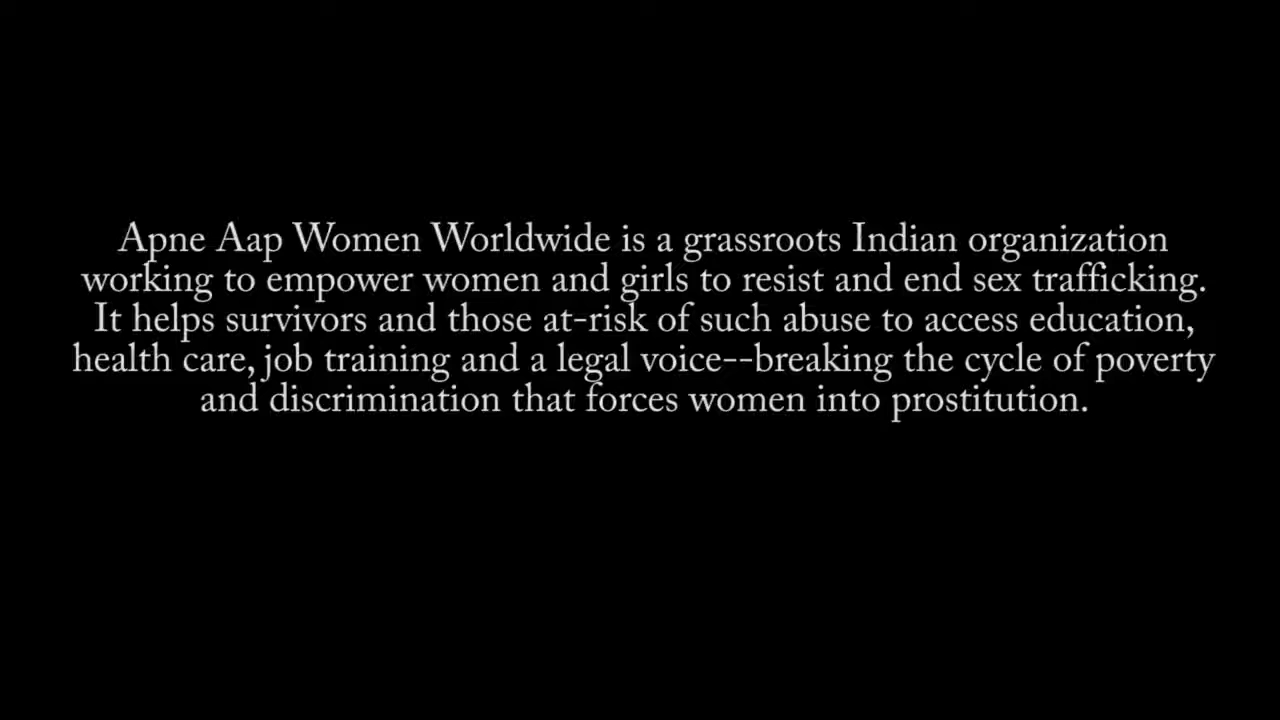 Apne Aap Women Worldwide is a grassroots Indian organization
working to empower women and girls to resist and end sex trafficking.
It helps survivors and those at-risk of such abuse to access education,
health care, job training and a legal voice--breaking the cycle of poverty
and discrimination that forces women into prostitution.